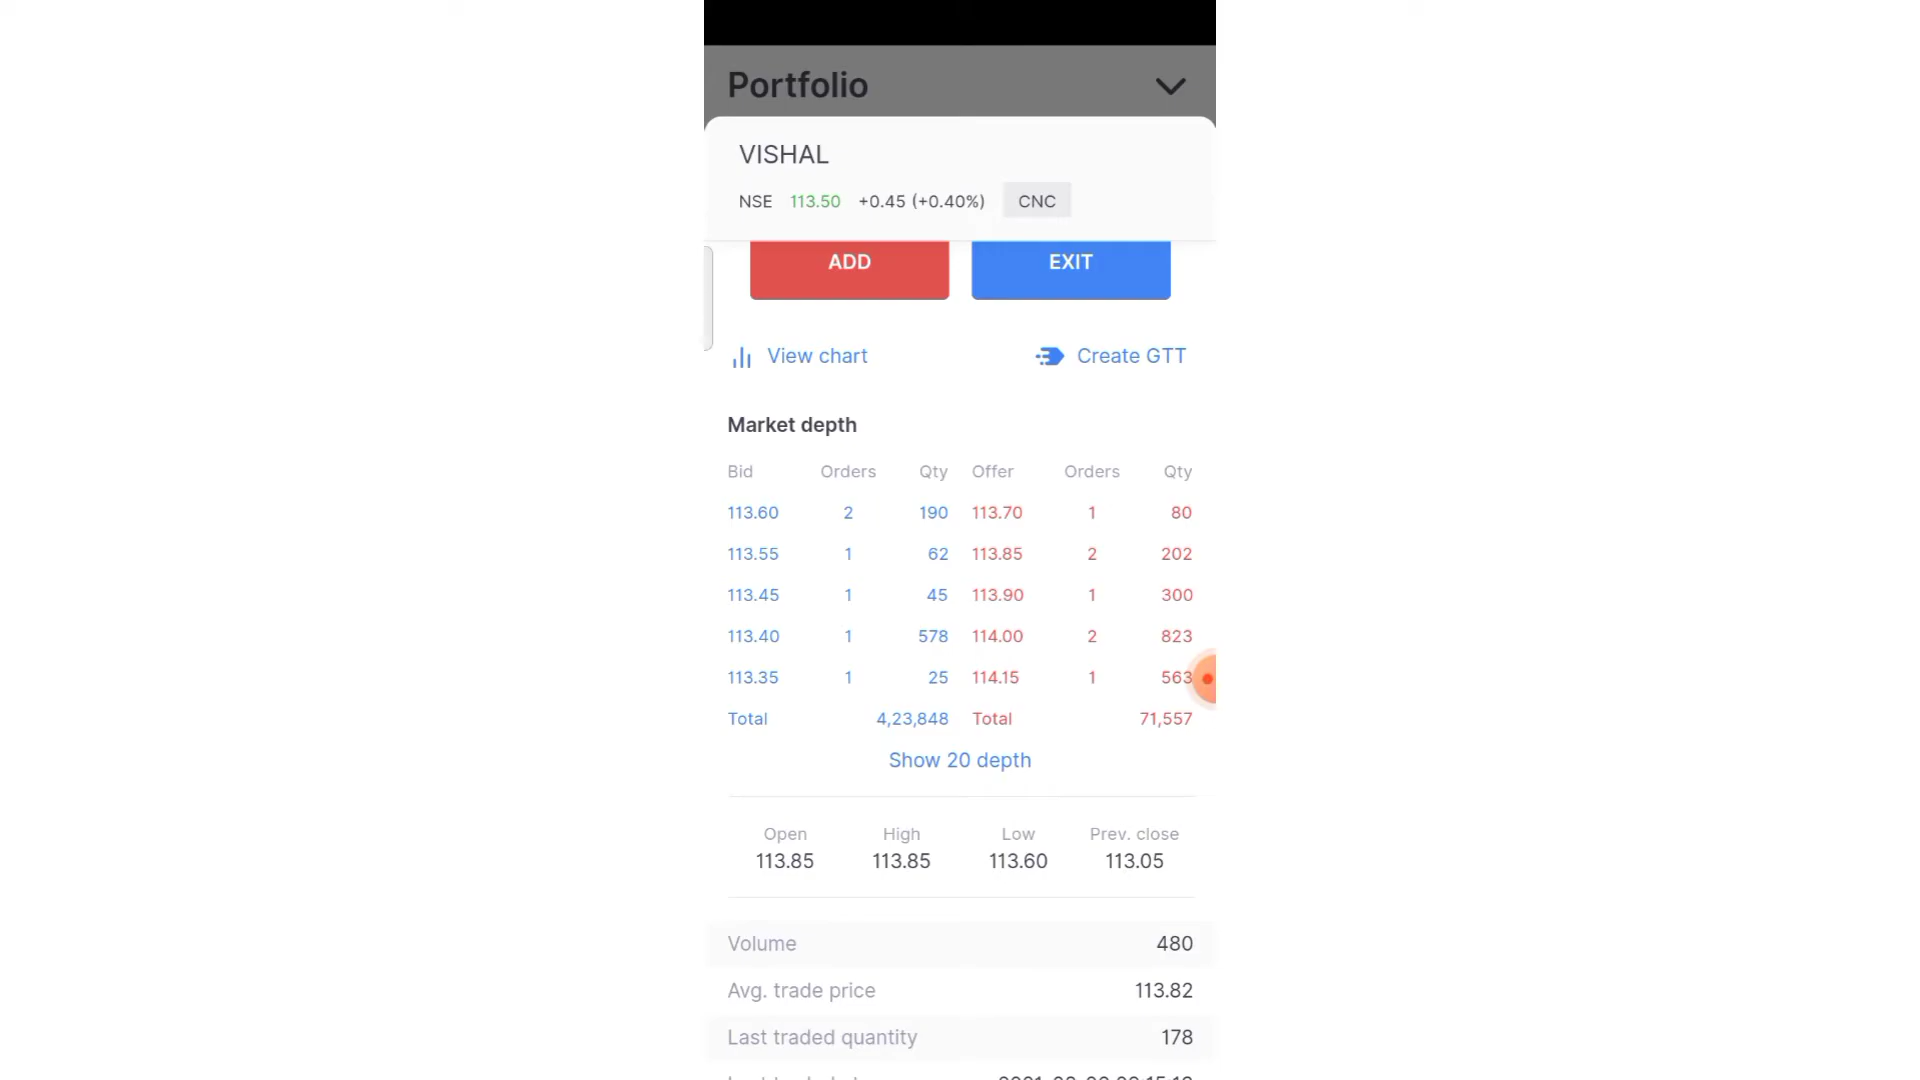 Portfolio
VISHAL
NSE 113.50 +0.45 (+0.40%) CNC
ADD EXIT
View chart Create GTT
Market depth
Bid Orders Qty Offer Orders Qty
113.60 2 190 113.70 1 80
113.55 1 62 113.85 2 202
113.45 1 45 113.90 1 300
113.40 1 578 114.00 2 823
113.35 1 25 114.15 1 563
Total 4,23,848 Total 71,557
Show 20 depth
Open High Low Prev. close
113.85 113.85 113.60 113.05
Volume 480
Avg. trade price 113.82
Last traded quantity 178